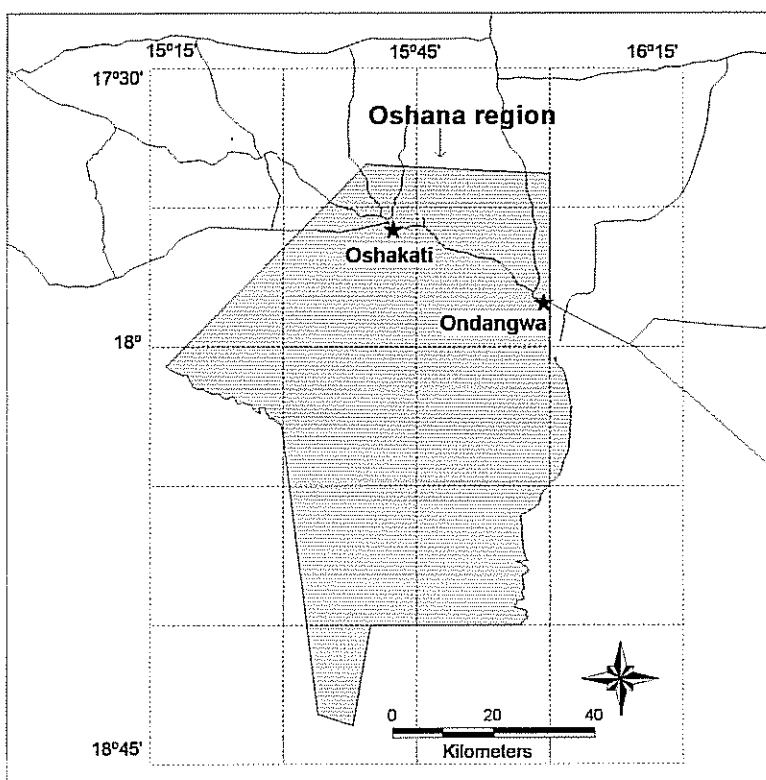 15º15' 15º45' 16º15'
17º30'
Oshana region
Oshakati
Ondangwa
18º
0 20 40
Kilometers
18º45'